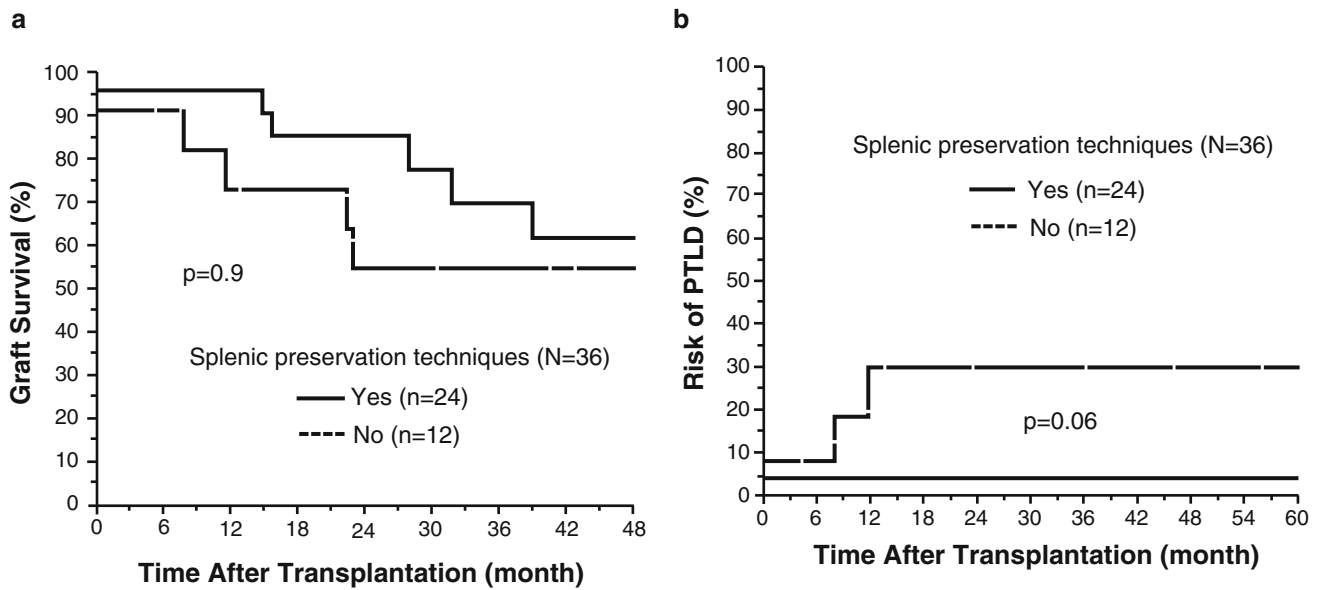 a
Graft Survival (%)
100
90
80
70
60
50
40
30
20
10
0
p=0.9
Splenic preservation techniques (N=36)
Yes (n=24)
No (n=12)
0 6 12 18 24 30 36 42 48
Time After Transplantation (month)
b
Risk of PTLD (%)
100
90
80
70
60
50
40
30
20
10
0
Splenic preservation techniques (N=36)
Yes (n=24)
No (n=12)
p=0.06
0 6 12 18 24 30 36 42 48 54 60
Time After Transplantation (month)